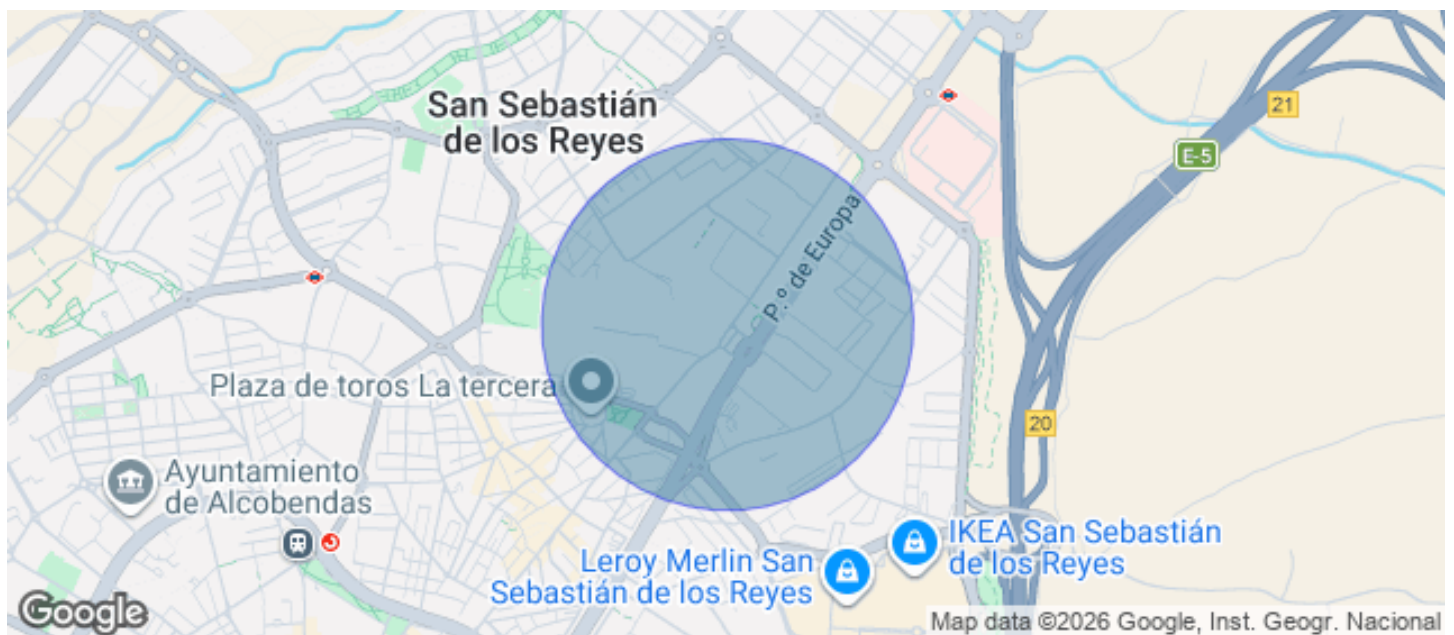 San Sebastián
de los Reyes
21
E-5
P.º de Europa
Plaza de toros La tercera
20
Ayuntamiento
de Alcobendas
IKEA San Sebastián
de los Reyes
Leroy Merlin San
Sebastián de los Reyes
Google
Map data ©2026 Google, Inst. Geogr. Nacional